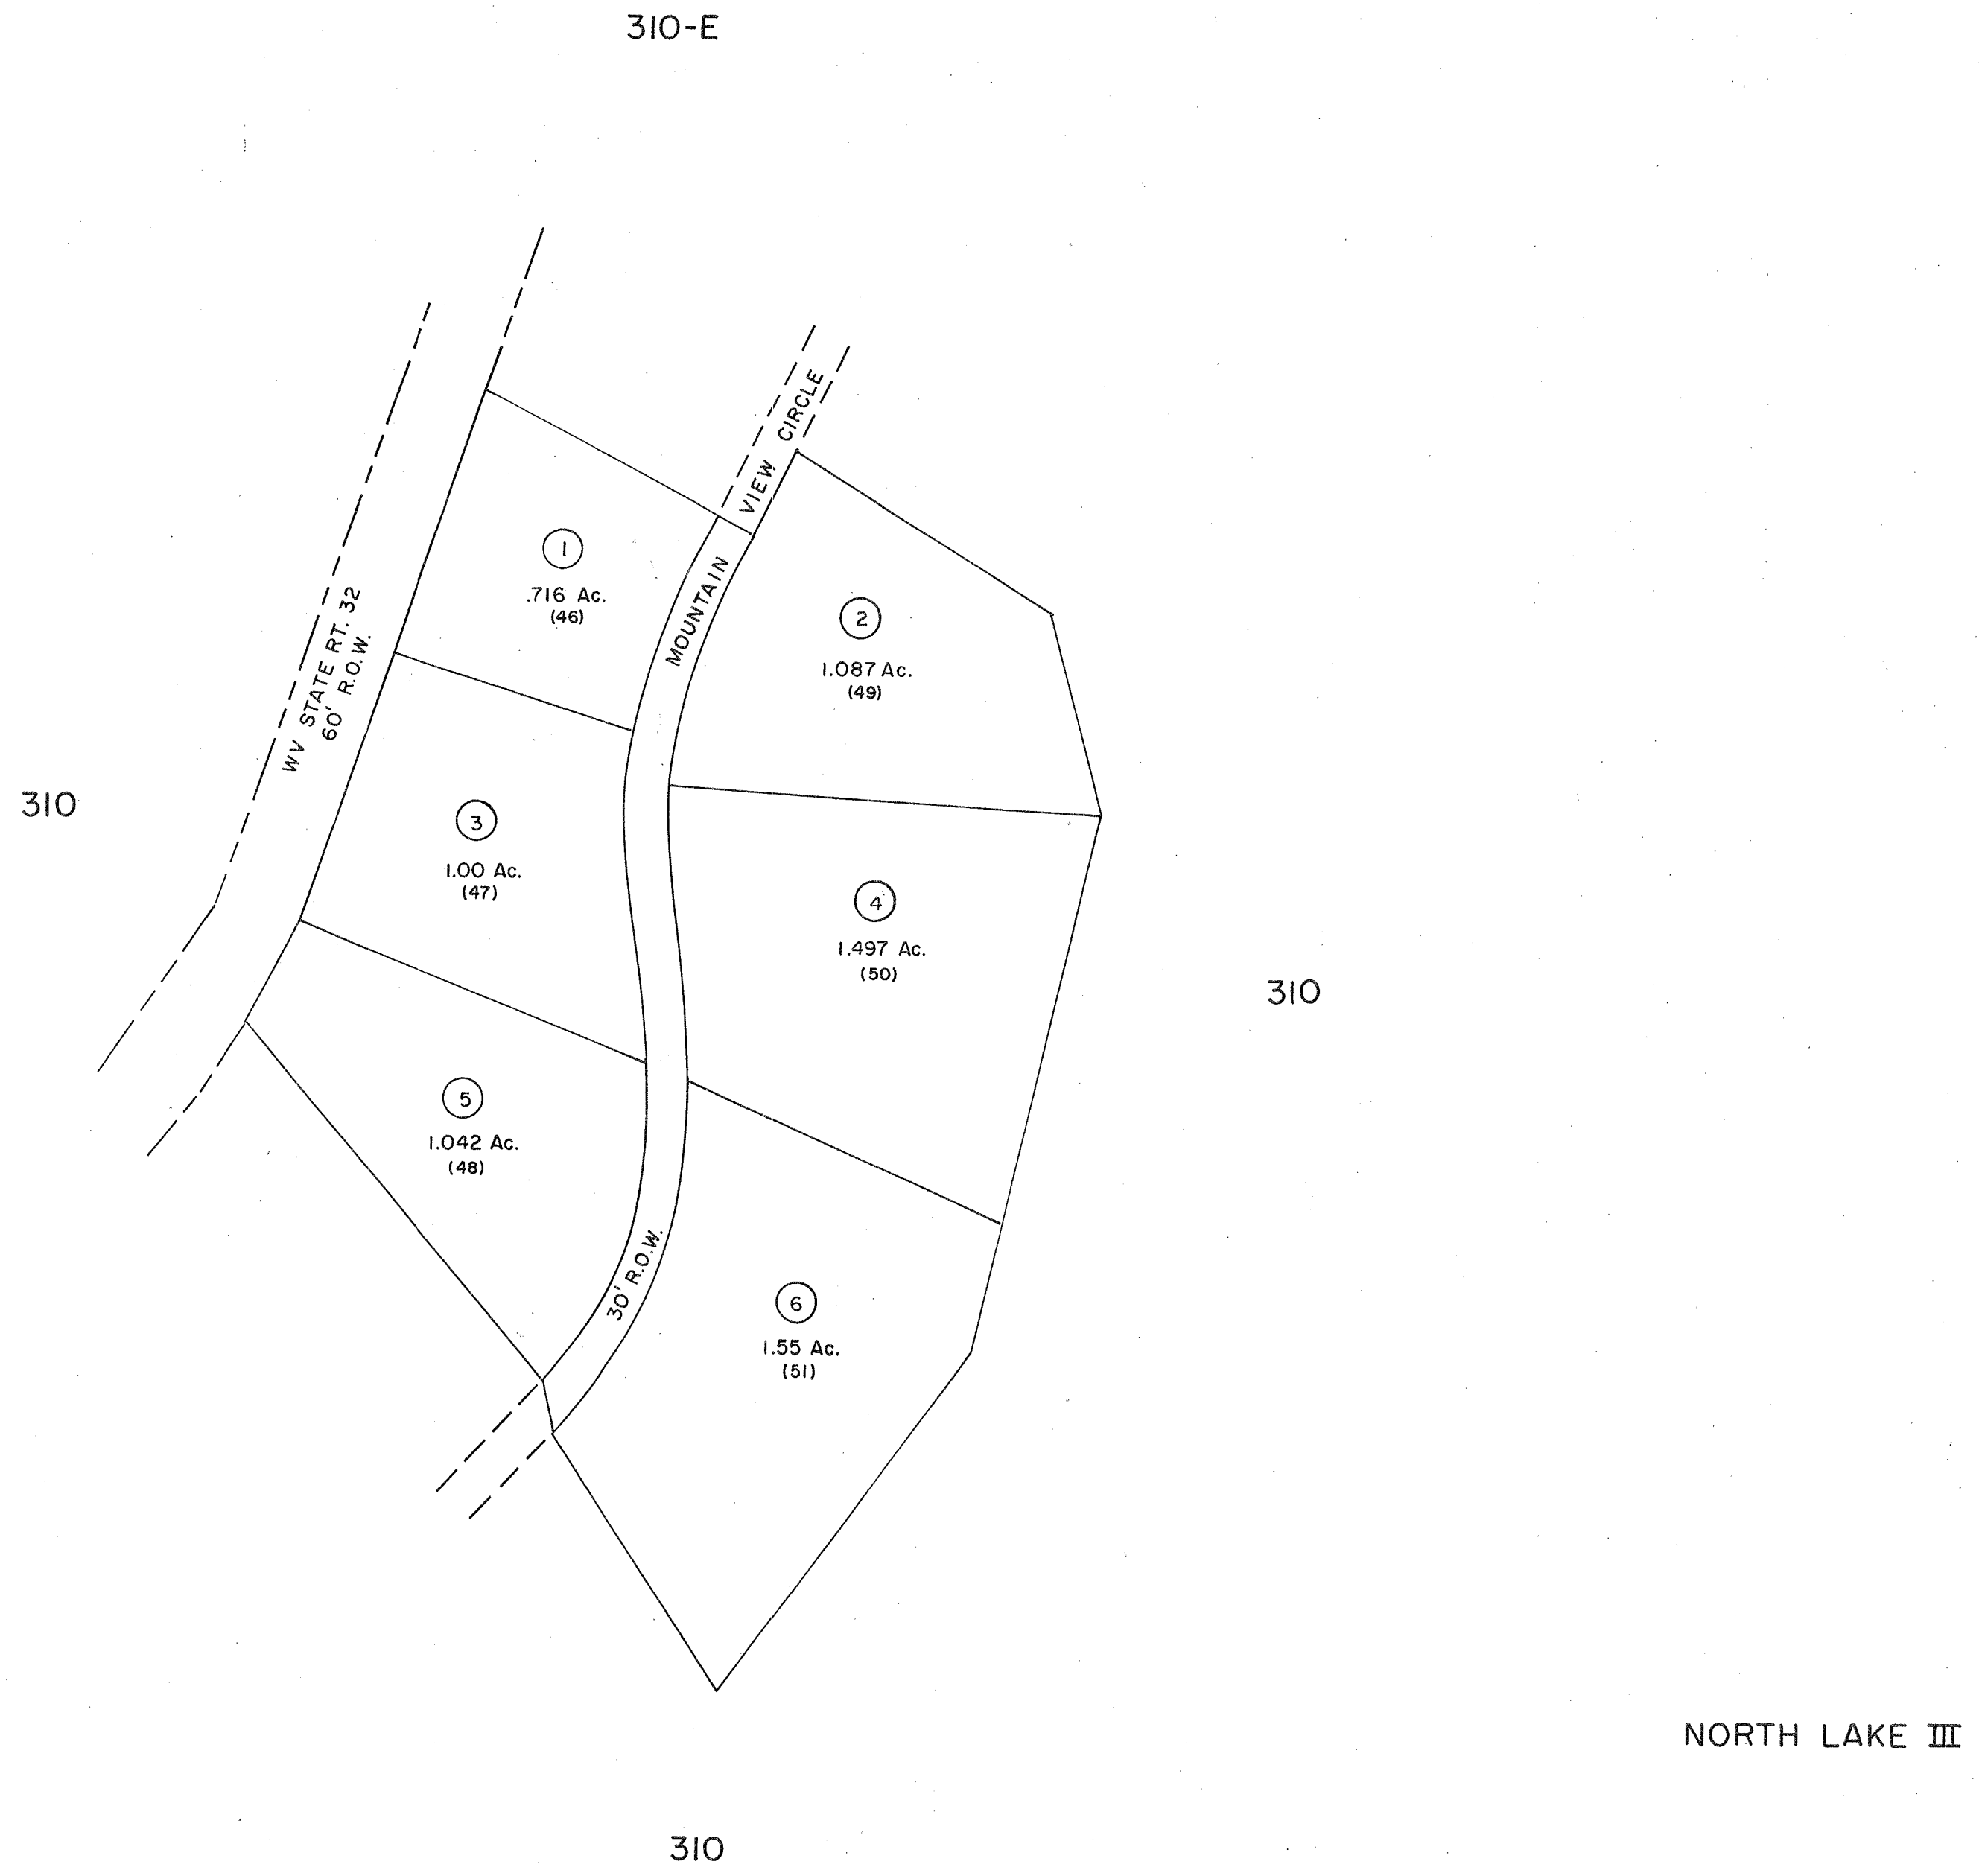 310-E
MOUNTAIN VIEW CIRCLE
1
.716 Ac.
(46)
2
1.087 Ac.
(49)
WV STATE RT. 32
60' R.O.W.
310
3
1.00 Ac.
(47)
4
1.497 Ac.
(50)
310
5
1.042 Ac.
(48)
30' R.O.W.
6
1.55 Ac.
(51)
NORTH LAKE III
310